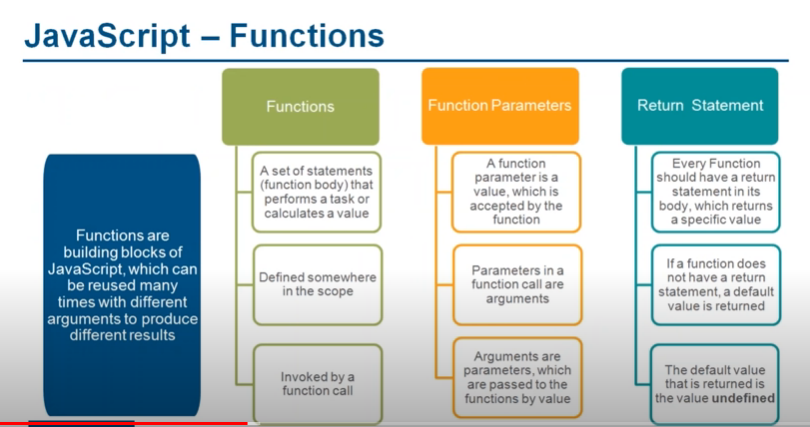 JavaScript – Functions
Functions are
building blocks of
JavaScript, which can
be reused many
times with different
arguments to produce
different results
Functions
A set of statements
(function body) that
performs a task or
calculates a value
Defined somewhere
in the scope
Invoked by a
function call
Function Parameters
A function
parameter is a
value, which is
accepted by the
function
Parameters in a
function call are
arguments
Arguments are
parameters, which
are passed to the
functions by value
Return Statement
Every Function
should have a return
statement in its
body, which returns
a specific value
If a function does
not have a return
statement, a default
value is returned
The default value
that is returned is
the value undefined